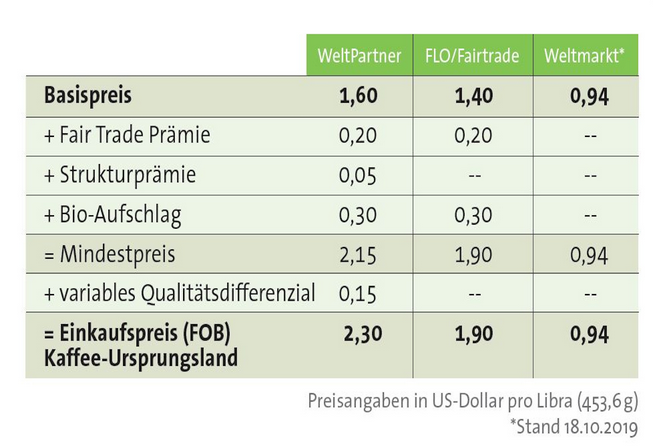 WeltPartner FLO/Fairtrade Weltmarkt*
Basispreis 1,60 1,40 0,94
+ Fair Trade Prämie 0,20 0,20 --
+ Strukturprämie 0,05 -- --
+ Bio-Aufschlag 0,30 0,30 --
= Mindestpreis 2,15 1,90 0,94
+ variables Qualitätsdifferenzial 0,15 -- --
= Einkaufspreis (FOB) 2,30 1,90 0,94
Kaffee-Ursprungsland
Preisangaben in US-Dollar pro Libra (453,6 g)
*Stand 18.10.2019